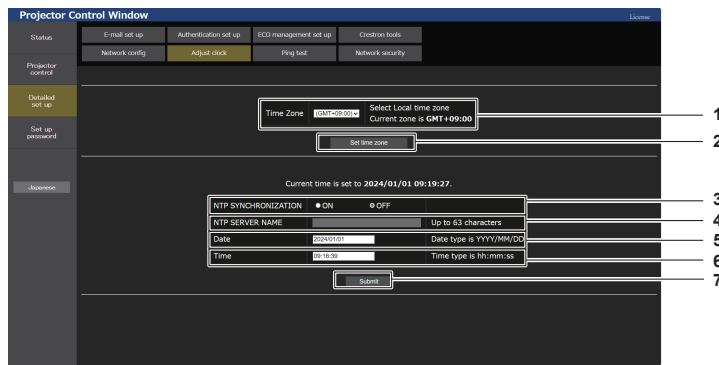 Projector Control Window
License
Status
E-mail set up
Authentication set up
ECO management set up
Crestron tools
Network config
Adjust clock
Ping test
Network security
Projector
control
Detailed
set up
Set up
password
Japanese
Time Zone
(GMT+09:00)
Select Local time zone
Current zone is GMT+09:00
1
Set time zone
2
Current time is set to 2024/01/01 09:19:27.
NTP SYNCHRONIZATION
ON
OFF
3
NTP SERVER NAME
Up to 63 characters
4
Date
2024/01/01
Date type is YYYY/MM/DD
5
Time
09:16:39
Time type is hh:mm:ss
6
Submit
7